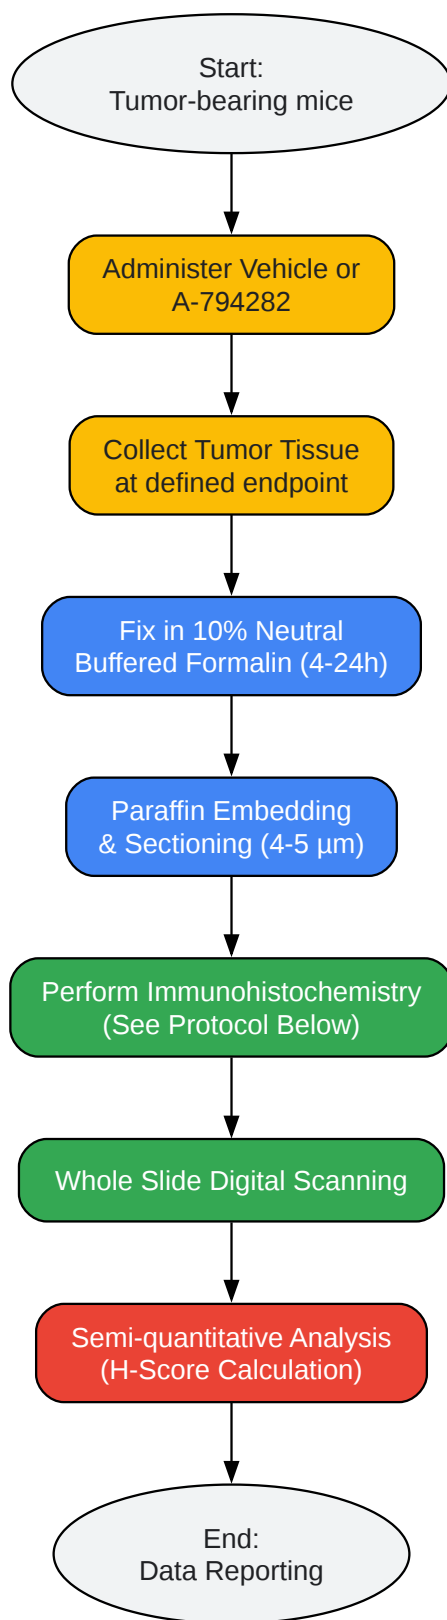 Start:
Tumor-bearing mice
Administer Vehicle or
A-794282
Collect Tumor Tissue
at defined endpoint
Fix in 10% Neutral
Buffered Formalin (4-24h)
Paraffin Embedding
& Sectioning (4-5 µm)
Perform Immunohistochemistry
(See Protocol Below)
Whole Slide Digital Scanning
Semi-quantitative Analysis
(H-Score Calculation)
End:
Data Reporting